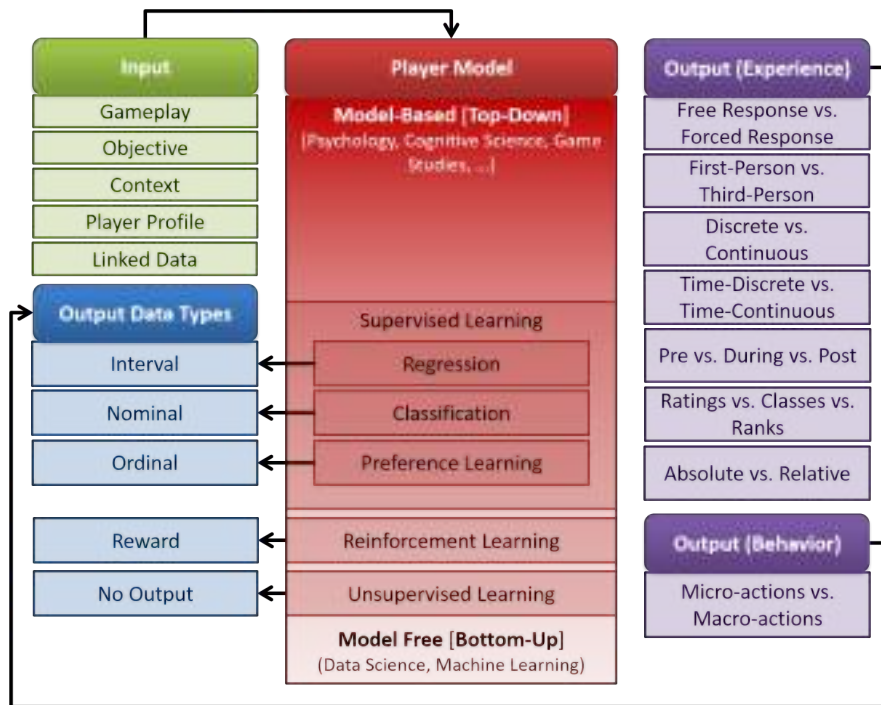 Input
Gameplay
Objective
Context
Player Profile
Linked Data
Output Data Types
Interval
Nominal
Ordinal
Reward
No Output
Player Model
Model-Based [Top-Down]
(Psychology, Cognitive Science, Game
Studies, ...)
Supervised Learning
Regression
Classification
Preference Learning
Reinforcement Learning
Unsupervised Learning
Model Free [Bottom-Up]
(Data Science, Machine Learning)
Output (Experience)
Free Response vs.
Forced Response
First-Person vs.
Third-Person
Discrete vs.
Continuous
Time-Discrete vs.
Time-Continuous
Pre vs. During vs. Post
Ratings vs. Classes vs.
Ranks
Absolute vs. Relative
Output (Behavior)
Micro-actions vs.
Macro-actions